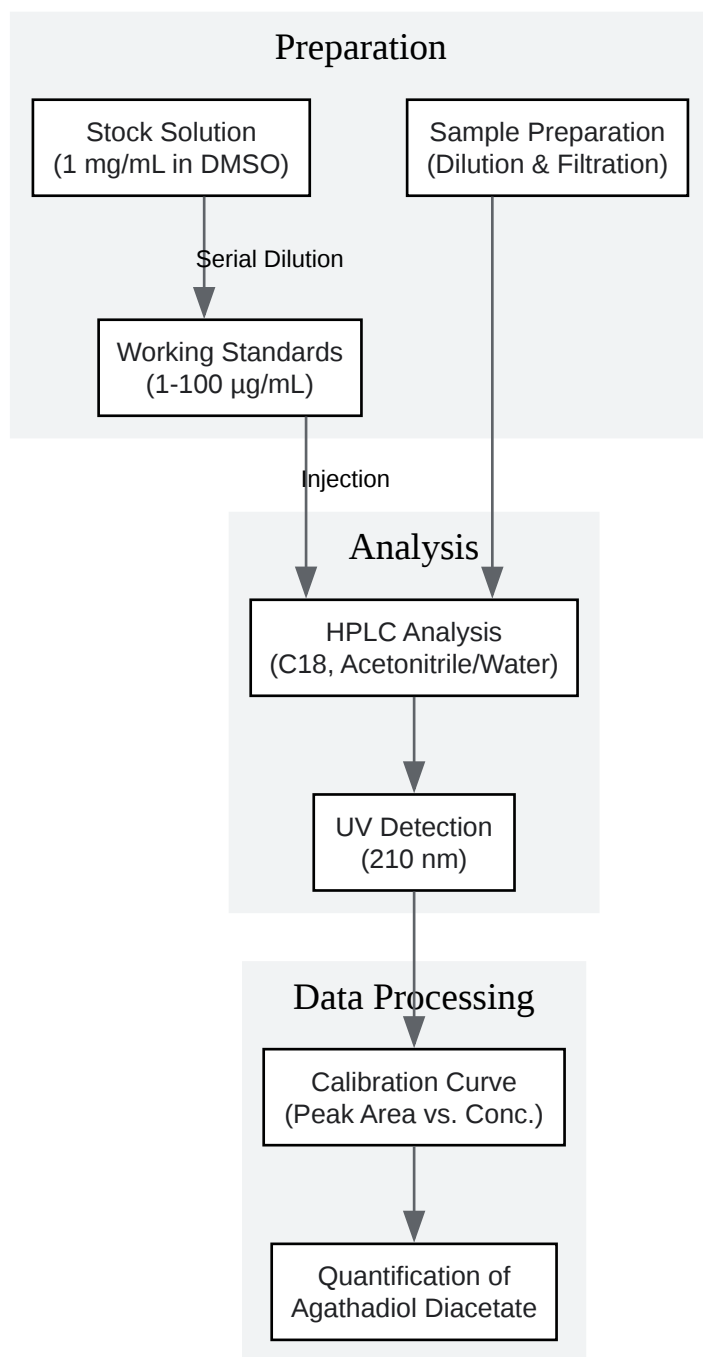 Preparation
Stock Solution
(1 mg/mL in DMSO)
Sample Preparation
(Dilution & Filtration)
Serial Dilution
Working Standards
(1-100 µg/mL)
Injection
Analysis
HPLC Analysis
(C18, Acetonitrile/Water)
UV Detection
(210 nm)
Data Processing
Calibration Curve
(Peak Area vs. Conc.)
Quantification of
Agathadiol Diacetate